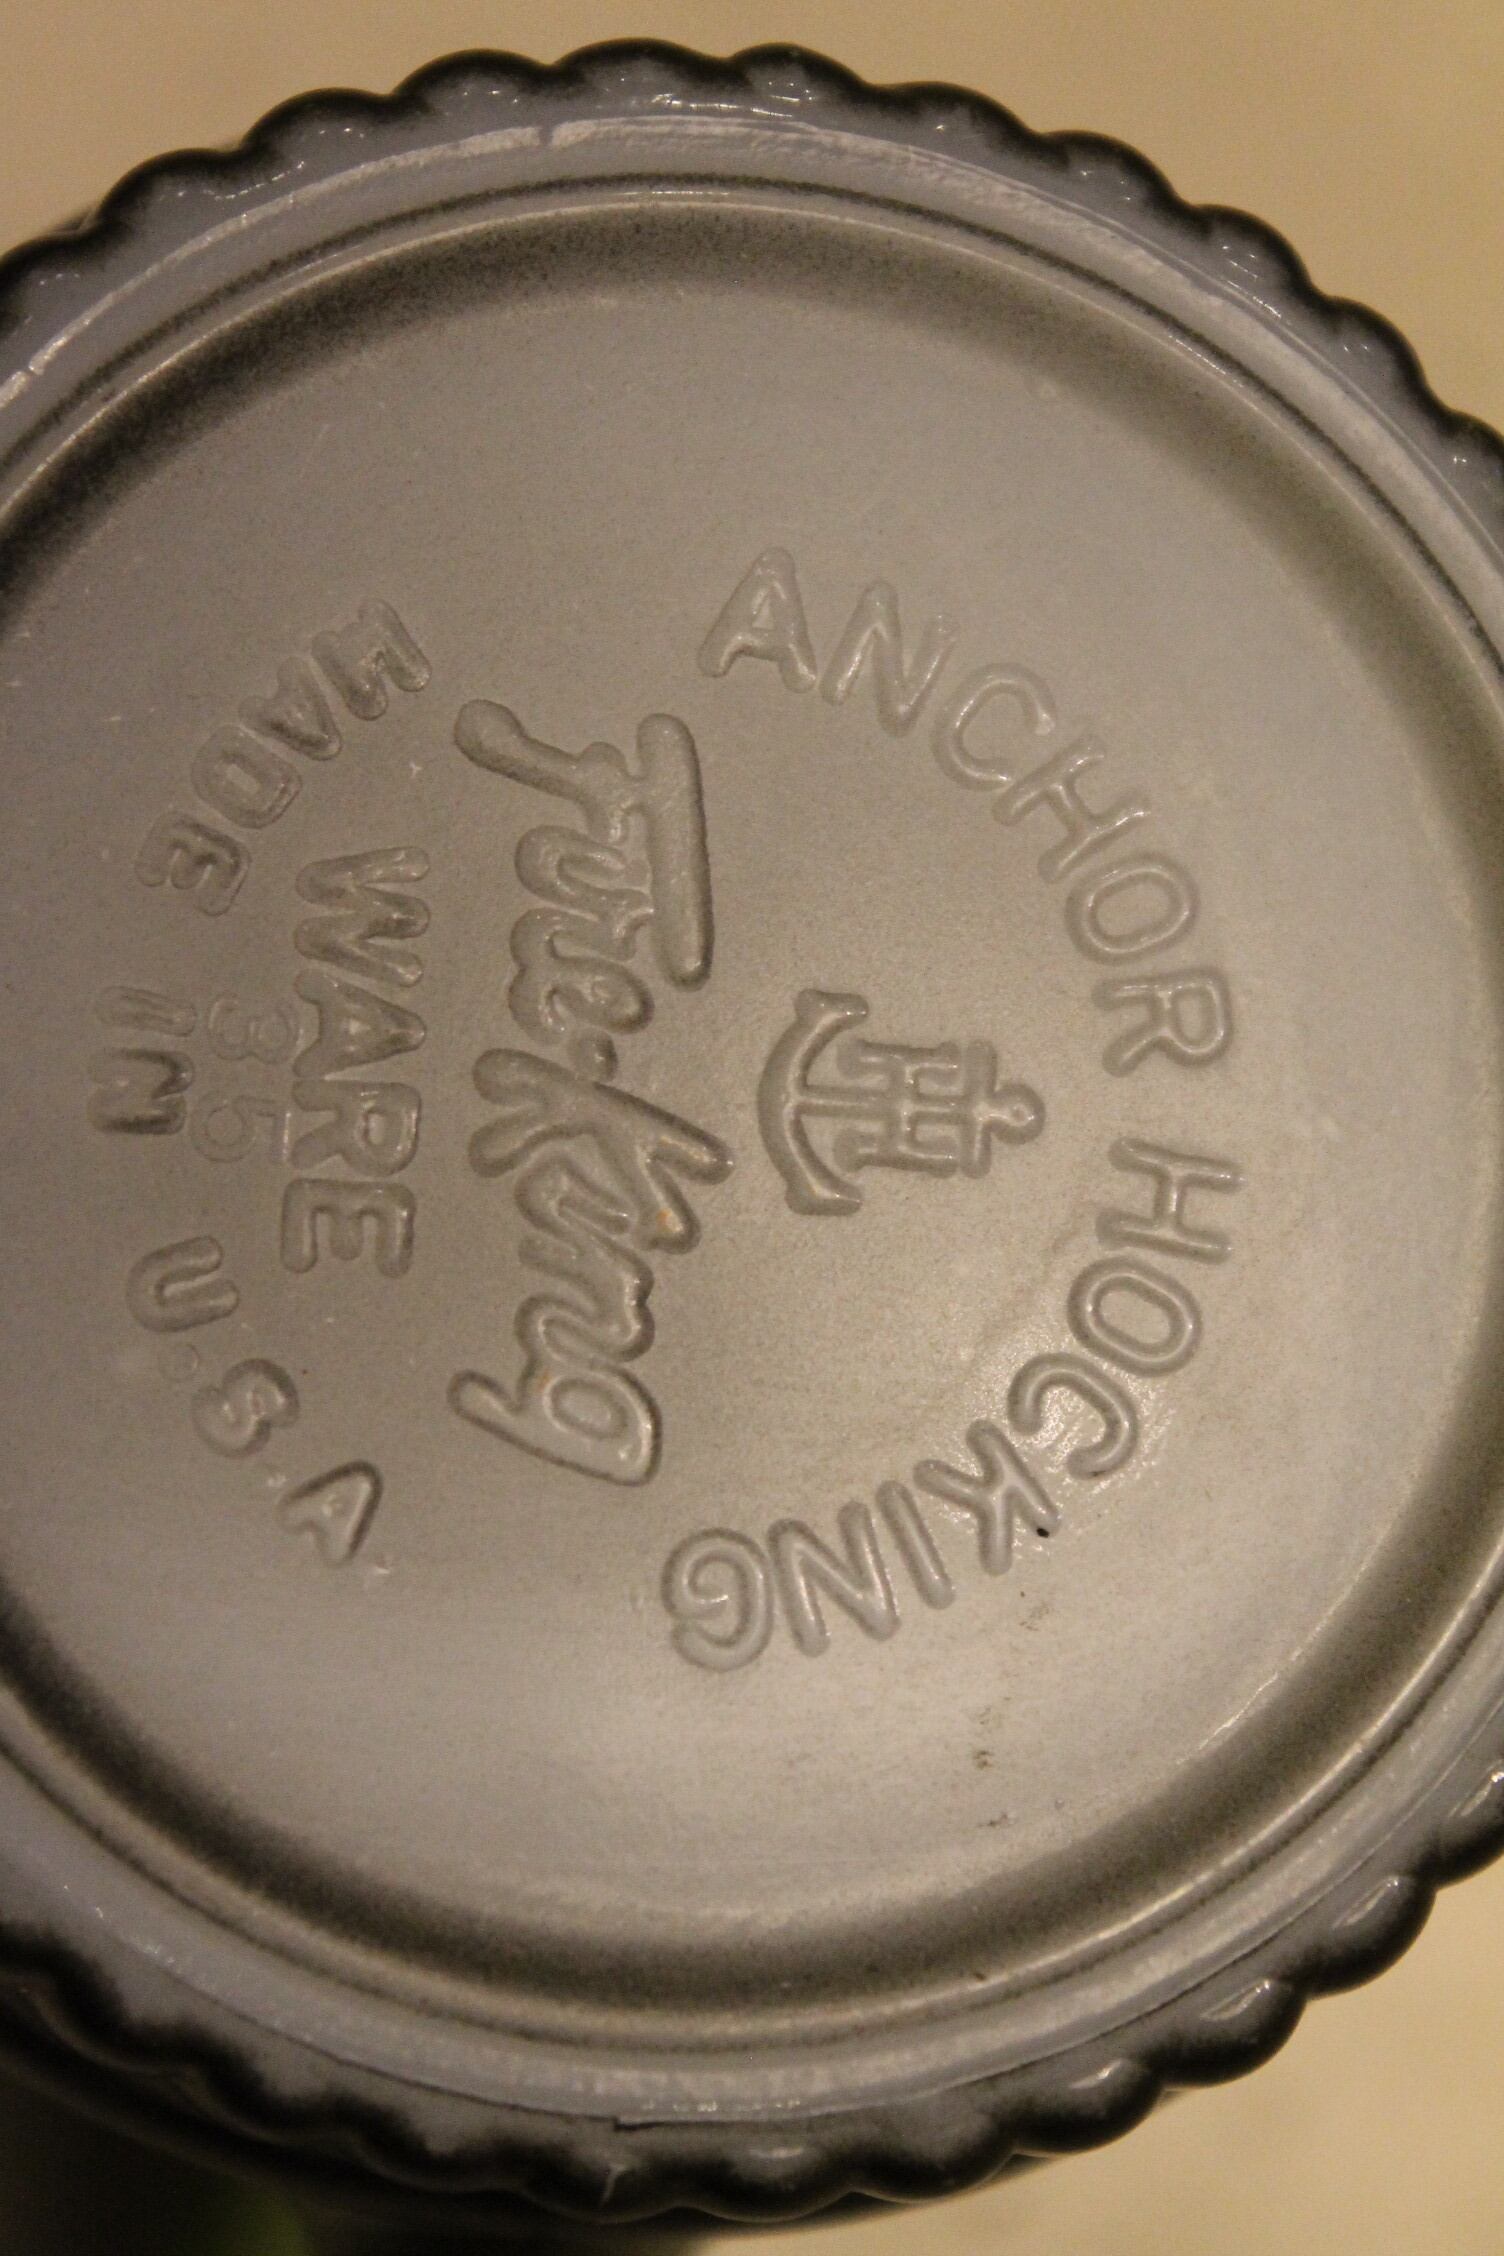 ANCHOR HOCKING
H
Fire-King
WARE
35
MADE IN U.S.A